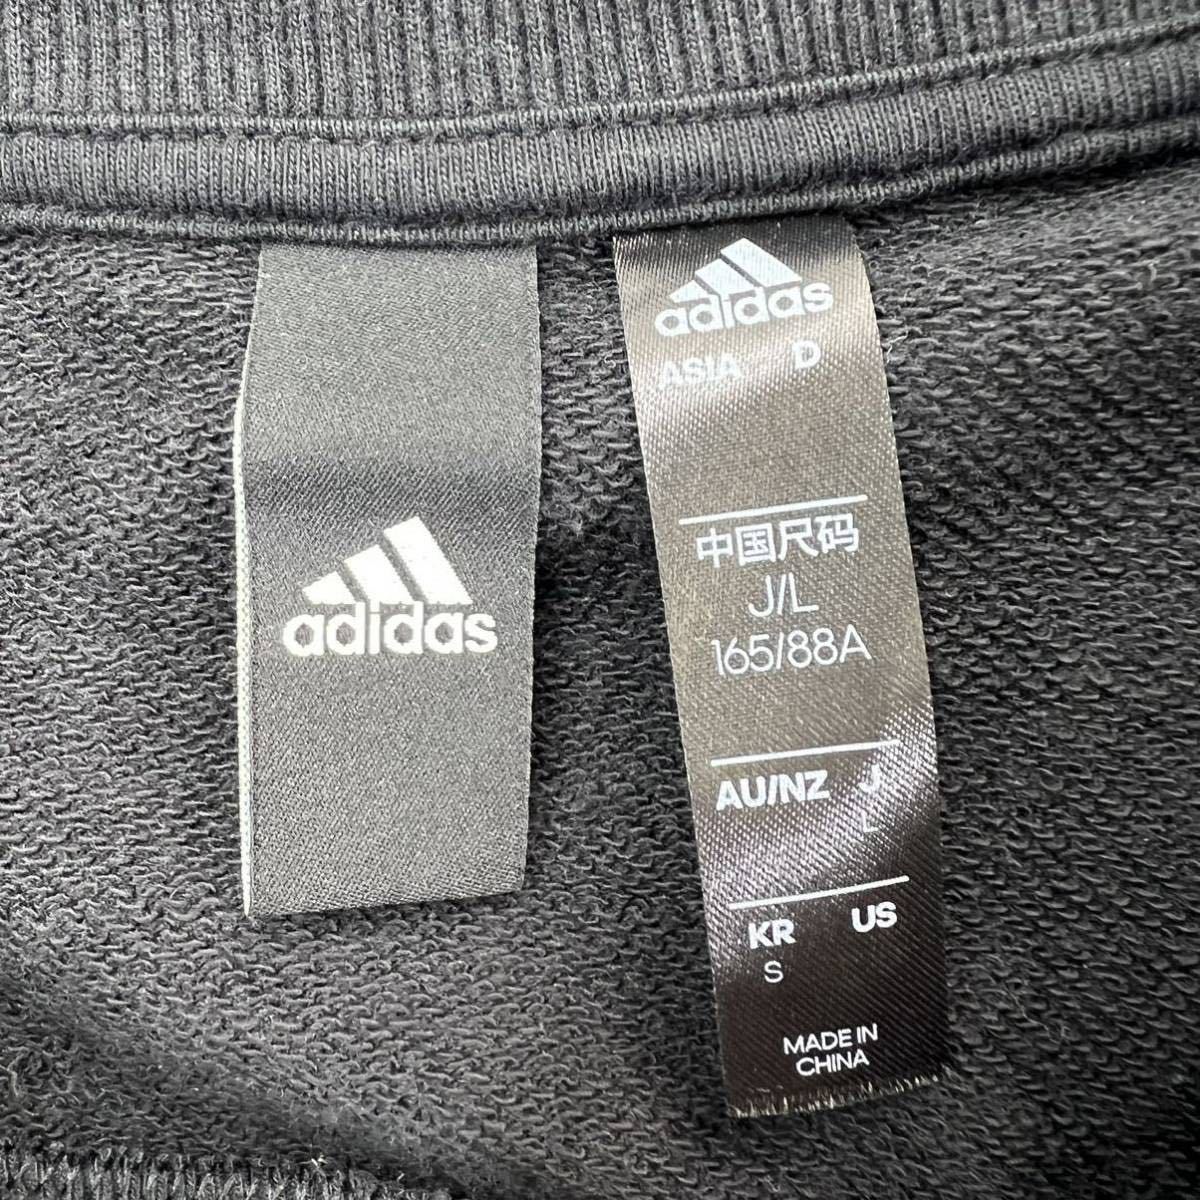 adidas
adidas
ASIA D
中国尺码
J/L
165/88A
AU/NZ J
L
KR US
S
MADE IN
CHINA